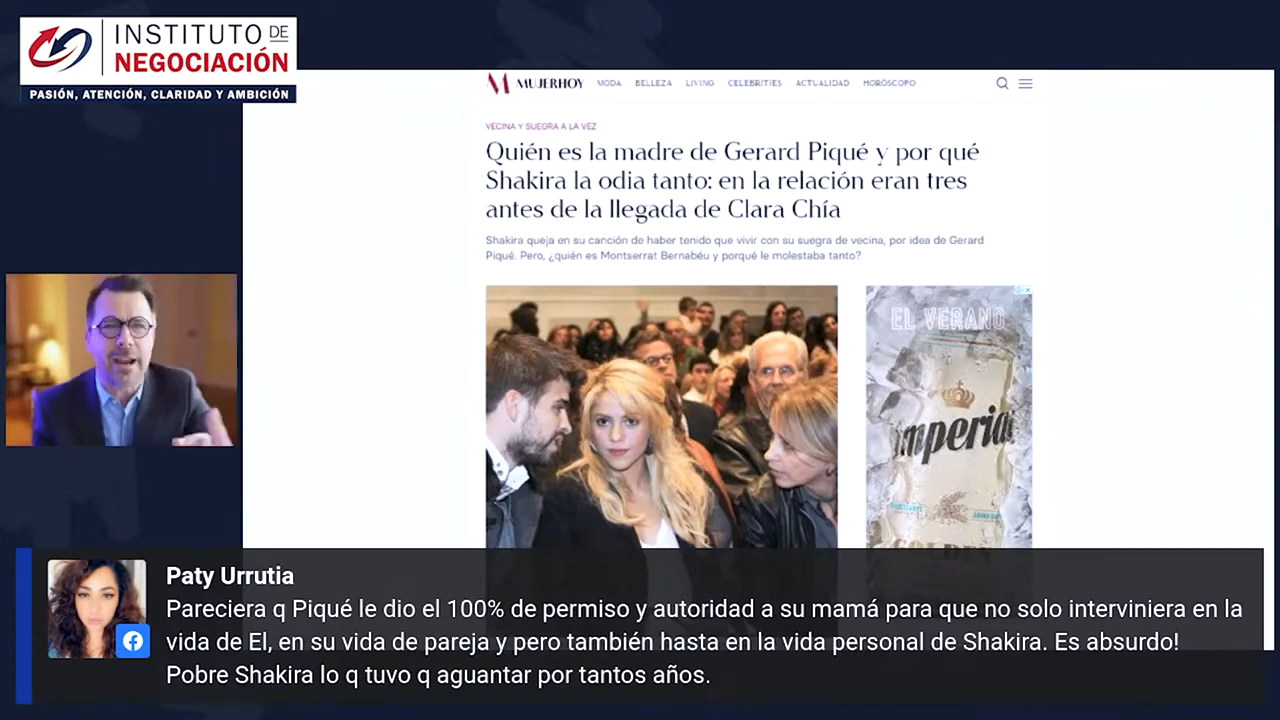 INSTITUTO DE
NEGOCIACIÓN
PASIÓN, ATENCIÓN, CLARIDAD Y AMBICIÓN
MUJERHOY MODA BELLEZA LIVING CELEBRITIES ACTUALIDAD HORÓSCOPO
VECINA Y SUEGRA A LA VEZ
Quién es la madre de Gerard Piqué y por qué
Shakira la odia tanto: en la relación eran tres
antes de la llegada de Clara Chía
Shakira queja en su canción de haber tenido que vivir con su suegra de vecina, por idea de Gerard
Piqué. Pero, ¿quién es Montserrat Bernabéu y porqué le molestaba tanto?
EL VERANO
Imperial
GOLDEN
Paty Urrutia
Pareciera q Piqué le dio el 100% de permiso y autoridad a su mamá para que no solo interviniera en la
vida de El, en su vida de pareja y pero también hasta en la vida personal de Shakira. Es absurdo!
Pobre Shakira lo q tuvo q aguantar por tantos años.